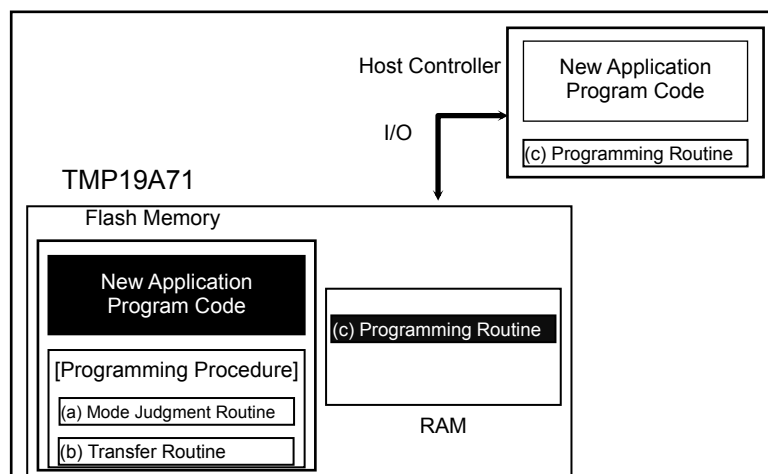 Host Controller
New Application
Program Code
I/O
(c) Programming Routine
TMP19A71
Flash Memory
New Application
Program Code
(c) Programming Routine
[Programming Procedure]
(a) Mode Judgment Routine
(b) Transfer Routine
RAM